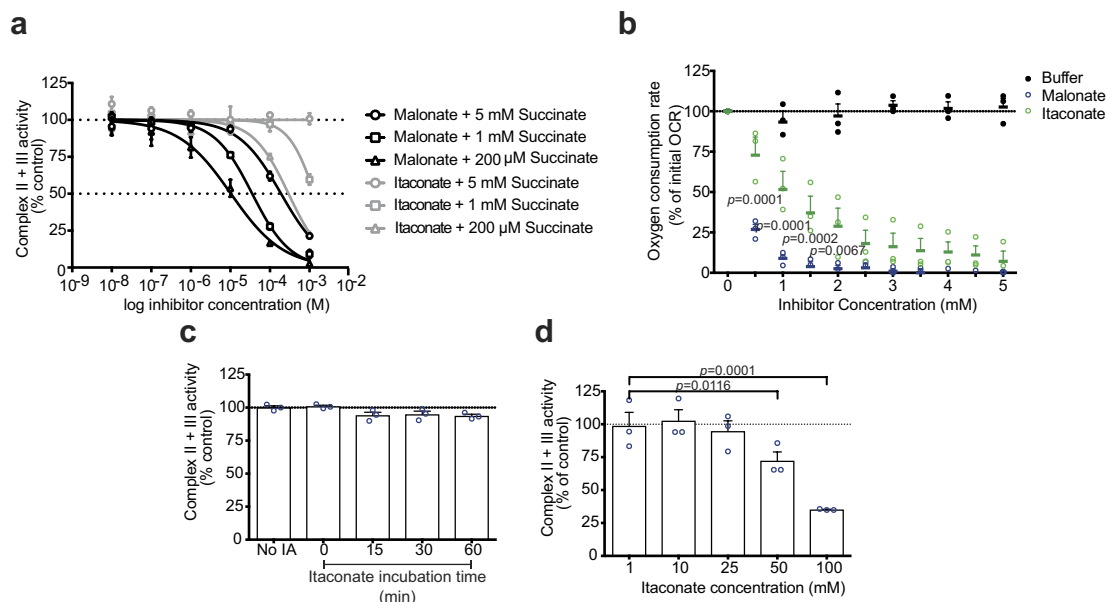 a
125
100
75
50
25
0
Complex II + III activity
(% control)
10-9 10-8 10-7 10-6 10-5 10-4 10-3 10-2
log inhibitor concentration (M)
Malonate + 5 mM Succinate
Malonate + 1 mM Succinate
Malonate + 200 µM Succinate
Itaconate + 5 mM Succinate
Itaconate + 1 mM Succinate
Itaconate + 200 µM Succinate
b
125
100
75
50
25
0
Oxygen consumption rate
(% of initial OCR)
p=0.0001
p=0.0001
p=0.0002
p=0.0067
0 1 2 3 4 5
Inhibitor Concentration (mM)
Buffer
Malonate
Itaconate
c
125
100
75
50
25
0
Complex II + III activity
(% control)
No IA 0 15 30 60
Itaconate incubation time
(min)
d
p=0.0001
p=0.0116
125
100
75
50
25
0
Complex II + III activity
(% of control)
1 10 25 50 100
Itaconate concentration (mM)